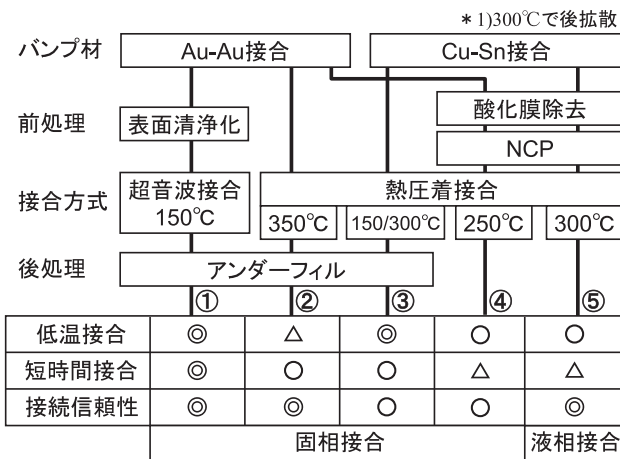 *1)300℃で後拡散
バンプ材 Au-Au接合 Cu-Sn接合
前処理 表面清浄化 酸化膜除去
NCP
接合方式 超音波接合 150℃ 熱圧着接合
350℃ 150/300℃ 250℃ 300℃
後処理 アンダーフィル
① ② ③ ④ ⑤
低温接合 ◎ △ ◎ ○ ○
短時間接合 ◎ ○ ○ △ △
接続信頼性 ◎ ◎ ○ ○ ◎
固相接合 液相接合